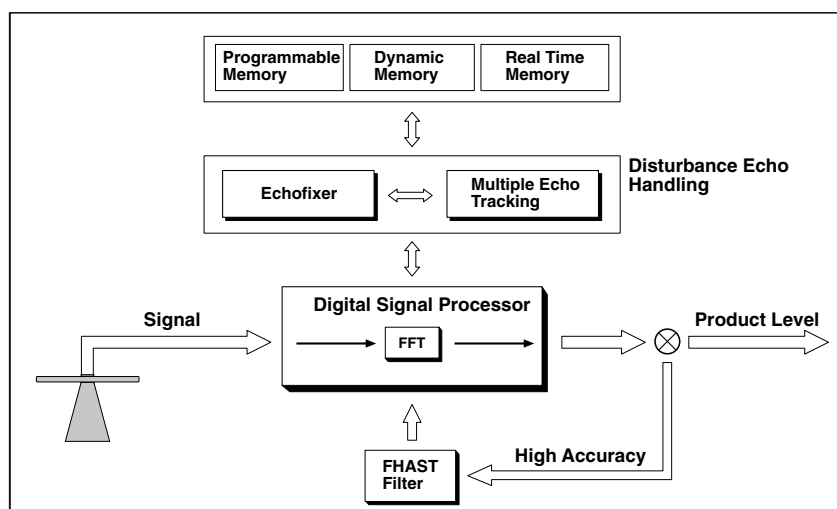 Programmable
Memory
Dynamic
Memory
Real Time
Memory
Disturbance Echo
Handling
Echofixer
Multiple Echo
Tracking
Digital Signal Processor
Signal
FFT
Product Level
FHAST
Filter
High Accuracy